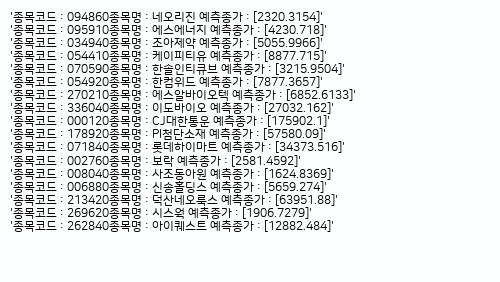 '종목코드 : 094860종목명 : 네오리진 예측종가 : [2320.3154]'
'종목코드 : 095910종목명 : 에스에너지 예측종가 : [4230.718]'
'종목코드 : 034940종목명 : 조아제약 예측종가 : [5055.9966]'
'종목코드 : 054410종목명 : 케이피티유 예측종가 : [8877.715]'
'종목코드 : 070590종목명 : 한솔인티큐브 예측종가 : [3215.9504]'
'종목코드 : 054920종목명 : 한컴위드 예측종가 : [7877.3657]'
'종목코드 : 270210종목명 : 에스알바이오텍 예측종가 : [6852.6133]'
'종목코드 : 336040종목명 : 이도바이오 예측종가 : [27032.162]'
'종목코드 : 000120종목명 : CJ대한통운 예측종가 : [175902.1]'
'종목코드 : 178920종목명 : PI첨단소재 예측종가 : [57580.09]'
'종목코드 : 071840종목명 : 롯데하이마트 예측종가 : [34373.516]'
'종목코드 : 002760종목명 : 보락 예측종가 : [2581.4592]'
'종목코드 : 008040종목명 : 사조동아원 예측종가 : [1624.8369]'
'종목코드 : 006880종목명 : 신송홀딩스 예측종가 : [5659.274]'
'종목코드 : 213420종목명 : 덕산네오룩스 예측종가 : [63951.88]'
'종목코드 : 269620종목명 : 시스웍 예측종가 : [1906.7279]'
'종목코드 : 262840종목명 : 아이퀘스트 예측종가 : [12882.484]'